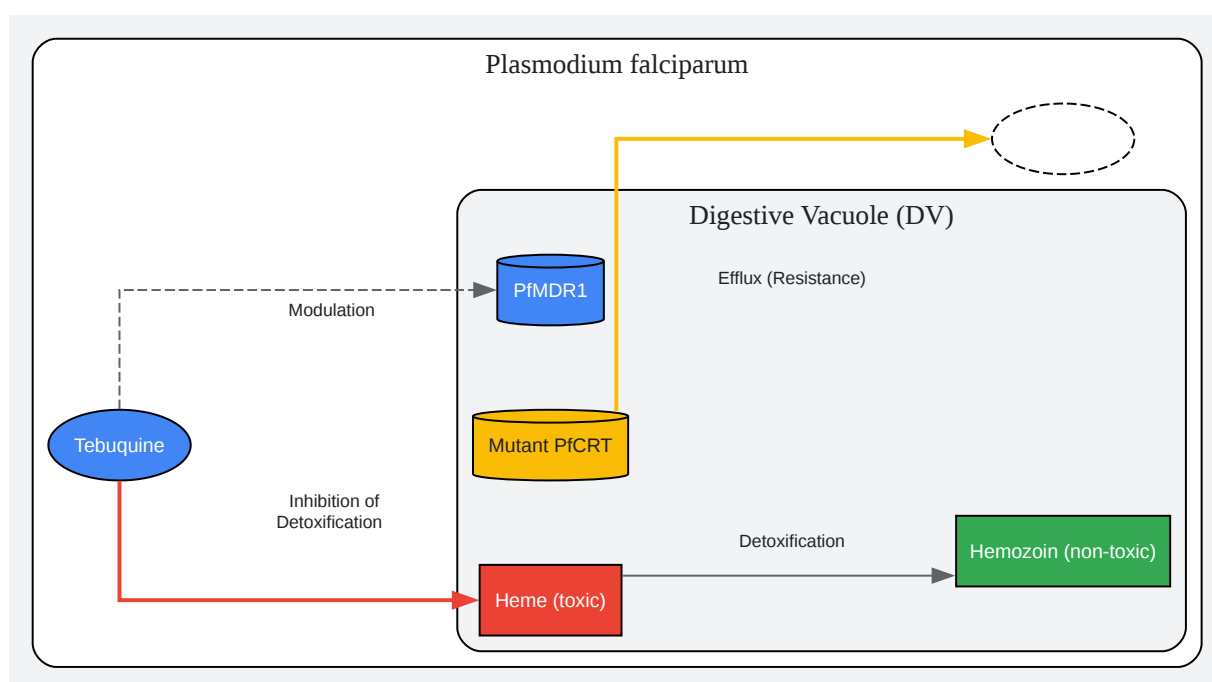 Plasmodium falciparum
Digestive Vacuole (DV)
Efflux (Resistance)
PfMDR1
Modulation
Tebuquine
Mutant PfCRT
Inhibition of
Detoxification
Detoxification
Hemozoin (non-toxic)
Heme (toxic)